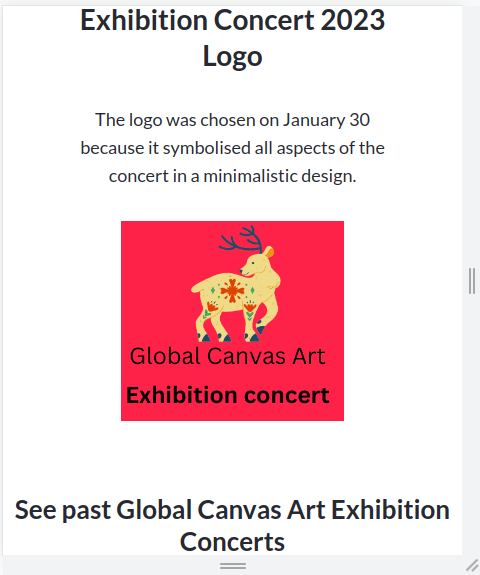 Exhibition Concert 2023
Logo
The logo was chosen on January 30
because it symbolised all aspects of the
concert in a minimalistic design.
Global Canvas Art
Exhibition concert
See past Global Canvas Art Exhibition
Concerts